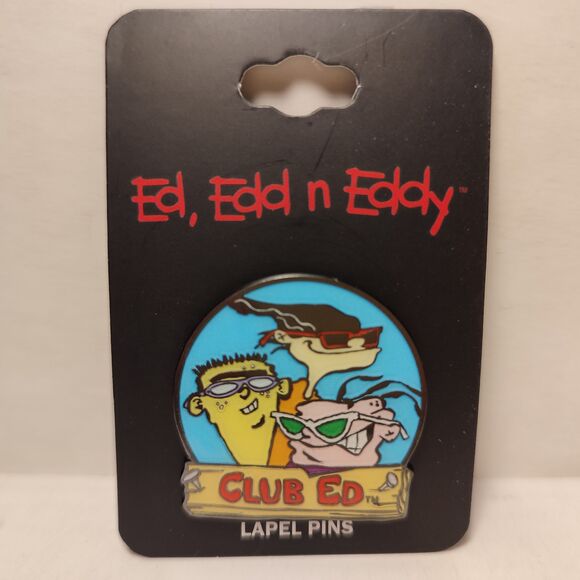 Ed, Edd n Eddy™
CLUB ED™
LAPEL PINS